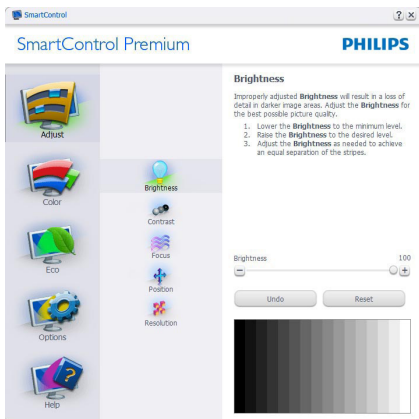 SmartControl
SmartControl Premium
PHILIPS
Adjust
Color
Eco
Options
Help
Brightness
Contrast
Focus
Position
Resolution
Brightness
Improperly adjusted Brightness will result in a loss of
detail in darker image areas. Adjust the Brightness for
the best possible picture quality.
1. Lower the Brightness to the minimum level.
2. Raise the Brightness to the desired level.
3. Adjust the Brightness as needed to achieve
an equal separation of the stripes.
Brightness 100
Undo Reset